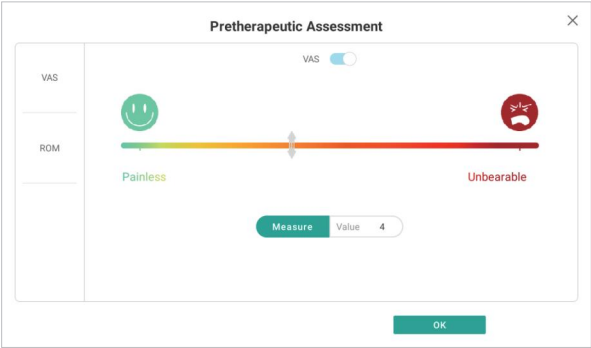 Pretherapeutic Assessment
VAS
VAS
ROM
Painless
Unbearable
Measure Value 4
OK